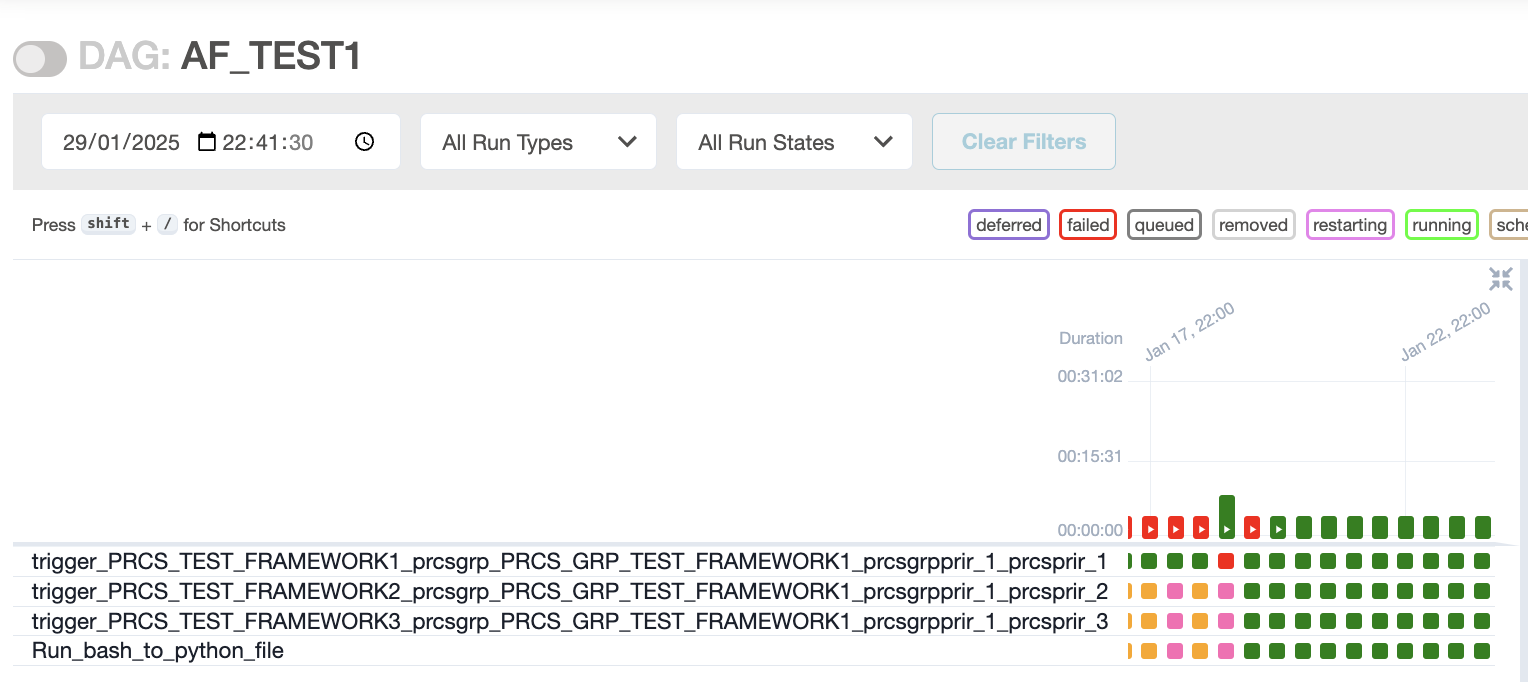 DAG: AF_TEST1
29/01/2025 22:41:30 All Run Types All Run States Clear Filters
Press shift + / for Shortcuts deferred failed queued removed restarting running sche
Jan 17, 22:00 Jan 22, 22:00
Duration
00:31:02
00:15:31
00:00:00
trigger_PRCS_TEST_FRAMEWORK1_prcsgrp_PRCS_GRP_TEST_FRAMEWORK1_prcsgrpprir_1_prcsprir_1
trigger_PRCS_TEST_FRAMEWORK2_prcsgrp_PRCS_GRP_TEST_FRAMEWORK1_prcsgrpprir_1_prcsprir_2
trigger_PRCS_TEST_FRAMEWORK3_prcsgrp_PRCS_GRP_TEST_FRAMEWORK1_prcsgrpprir_1_prcsprir_3
Run_bash_to_python_file